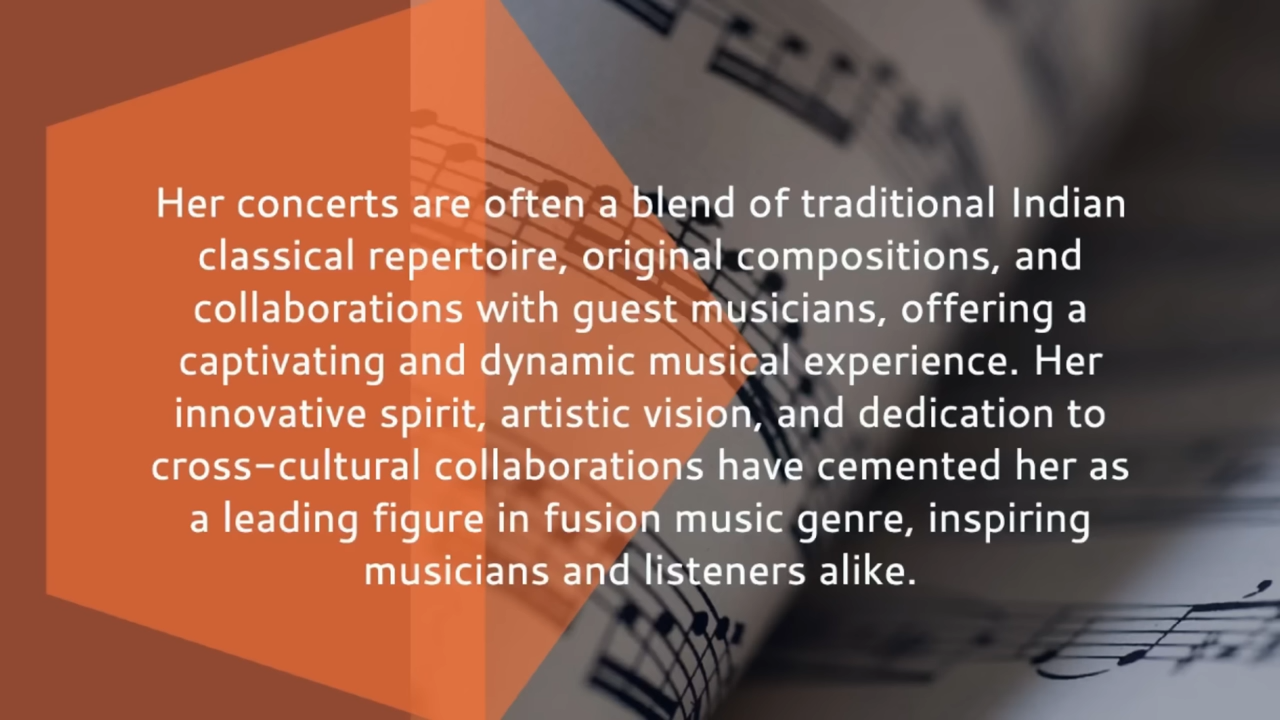 Her concerts are often a blend of traditional Indian
classical repertoire, original compositions, and
collaborations with guest musicians, offering a
captivating and dynamic musical experience. Her
innovative spirit, artistic vision, and dedication to
cross-cultural collaborations have cemented her as
a leading figure in fusion music genre, inspiring
musicians and listeners alike.